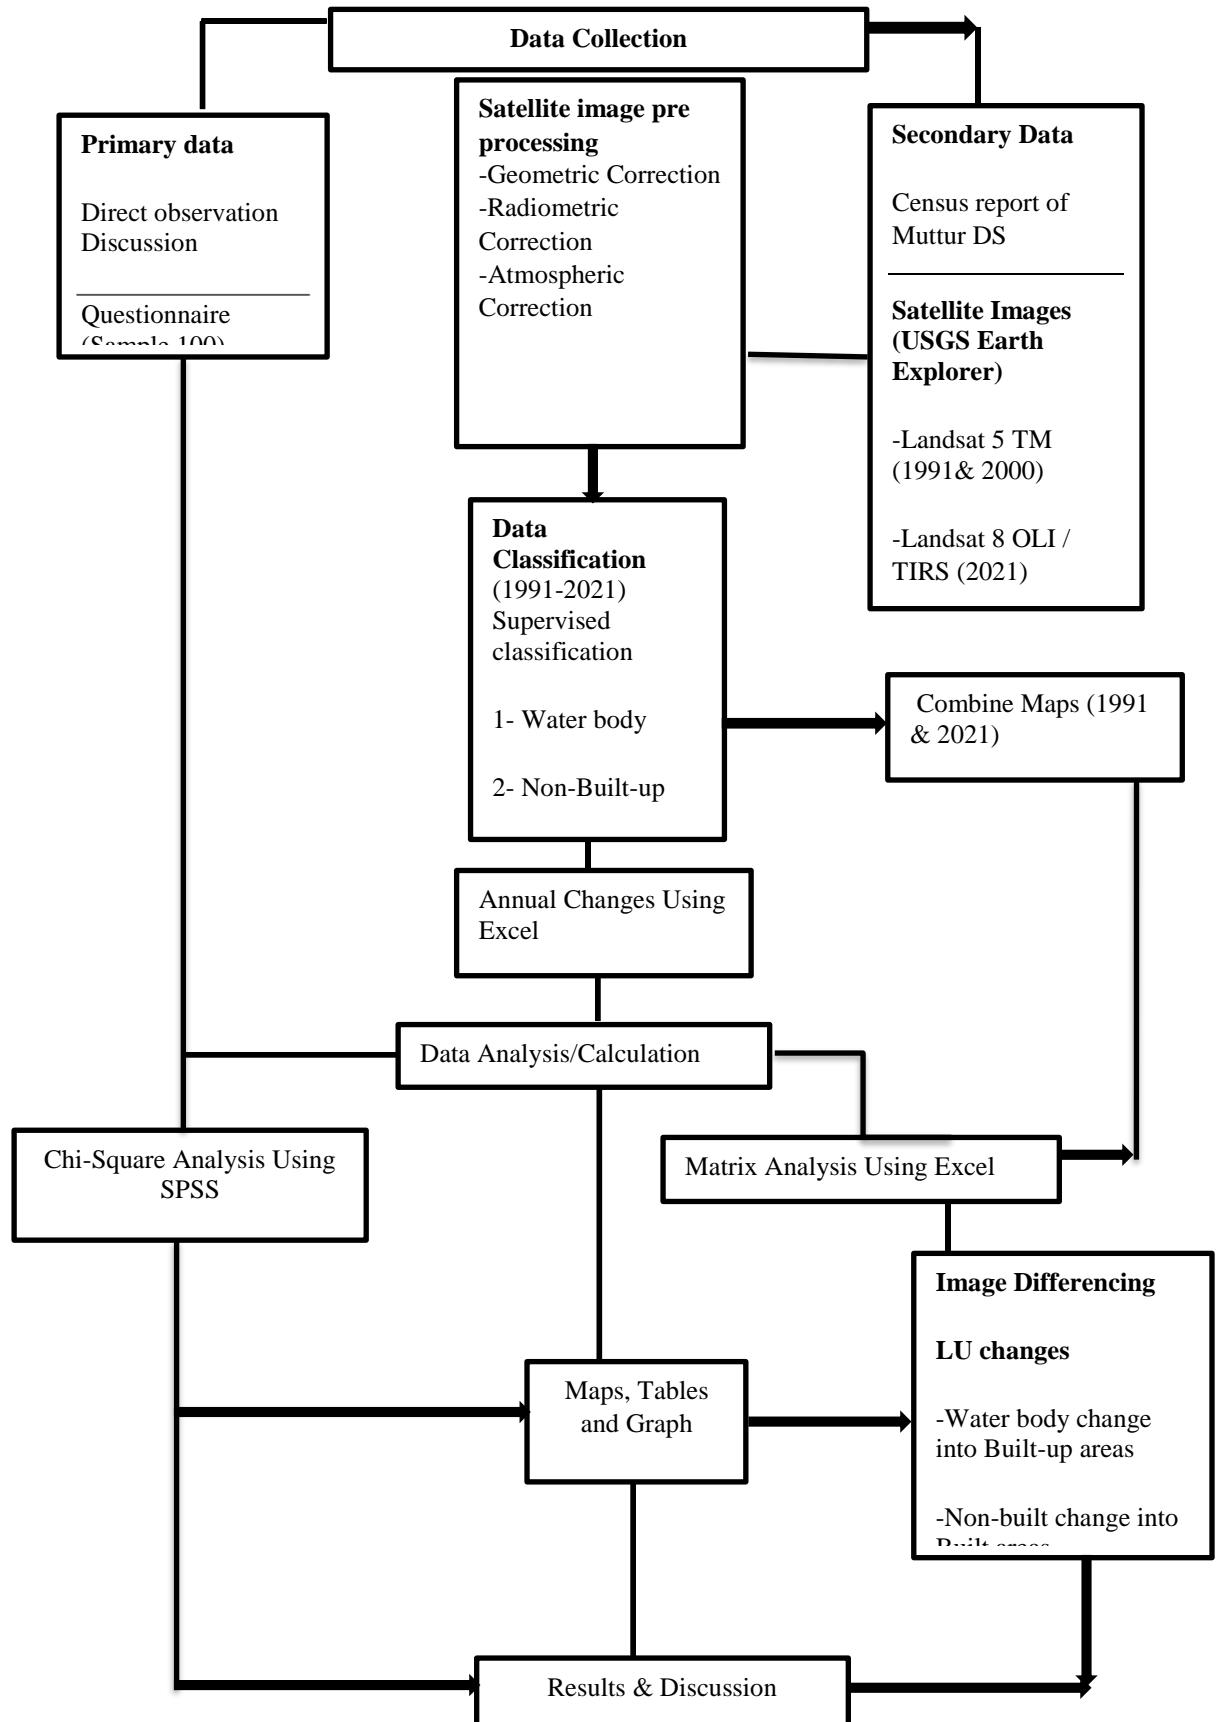 Data Collection
Primary data
Direct observation
Discussion
Questionnaire
(Sample 100)
Satellite image pre
processing
-Geometric Correction
-Radiometric
Correction
-Atmospheric
Correction
Secondary Data
Census report of
Muttur DS
Satellite Images
(USGS Earth
Explorer)
-Landsat 5 TM
(1991& 2000)
-Landsat 8 OLI /
TIRS (2021)
Data
Classification
(1991-2021)
Supervised
classification
1- Water body
2- Non-Built-up
Combine Maps (1991
& 2021)
Annual Changes Using
Excel
Data Analysis/Calculation
Chi-Square Analysis Using
SPSS
Matrix Analysis Using Excel
Image Differencing
LU changes
-Water body change
into Built-up areas
-Non-built change into
Built areas
Maps, Tables
and Graph
Results & Discussion